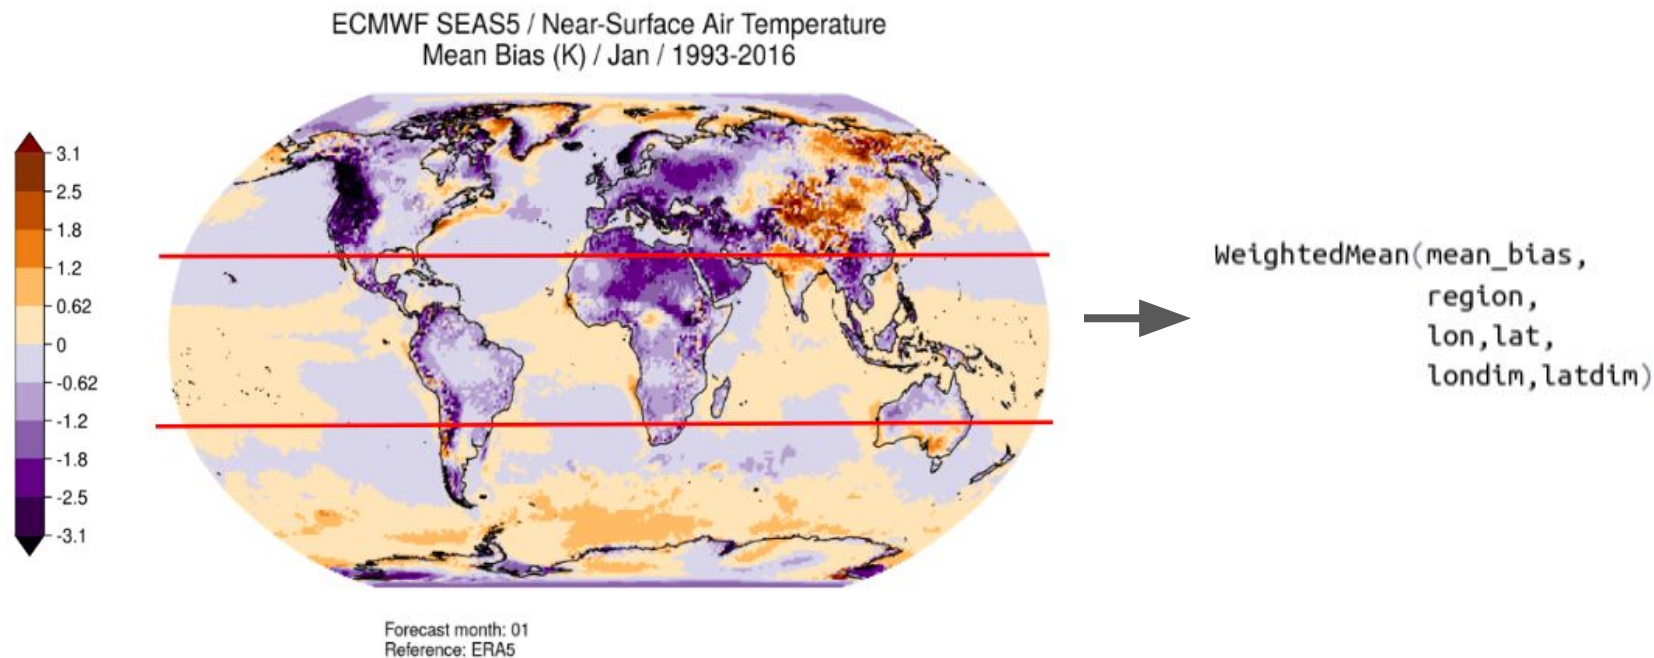 ECMWF SEAS5 / Near-Surface Air Temperature
Mean Bias (K) / Jan / 1993-2016
3.1
2.5
1.8
1.2
0.62
0
-0.62
-1.2
-1.8
-2.5
-3.1
Forecast month: 01
Reference: ERA5
WeightedMean(mean_bias,
region,
lon,lat,
londim,latdim)